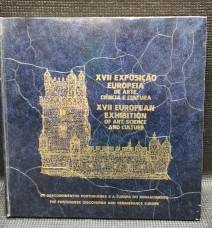 XVII EXPOSIÇÃO
EUROPEIA
DE ARTE,
CIÊNCIA E CULTURA
XVII EUROPEAN
EXHIBITION
OF ART, SCIENCE
AND CULTURE
OS DESCOBRIMENTOS PORTUGUESES E A EUROPA DO RENASCIMENTO
THE PORTUGUESE DISCOVERIES AND RENAISSANCE EUROPE